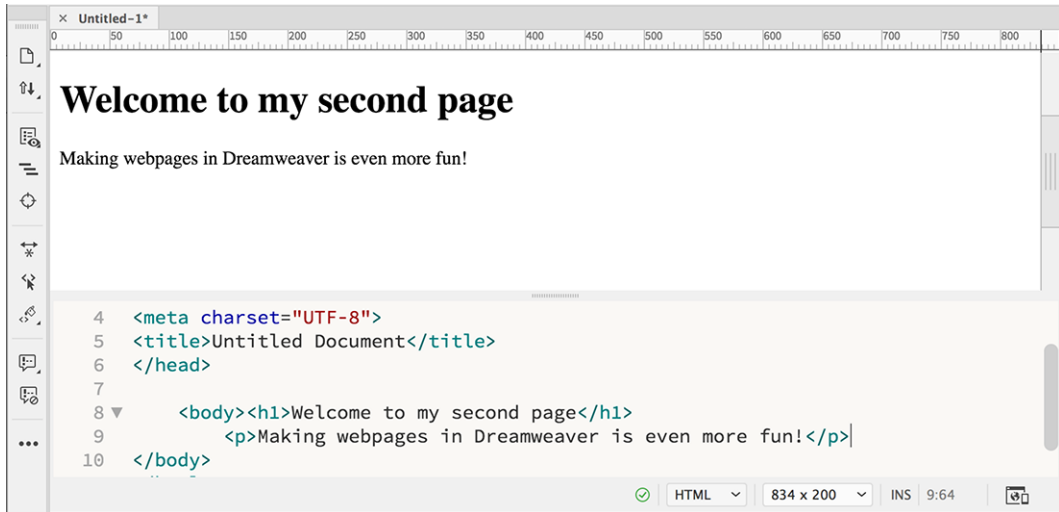 × Untitled-1*
0 50 100 150 200 250 300 350 400 450 500 550 600 650 700 750 800
Welcome to my second page
Making webpages in Dreamweaver is even more fun!
4 <meta charset="UTF-8">
5 <title>Untitled Document</title>
6 </head>
7
8 ▼ <body><h1>Welcome to my second page</h1>
9 <p>Making webpages in Dreamweaver is even more fun!</p>
10 </body>
HTML 834 x 200 INS 9:64